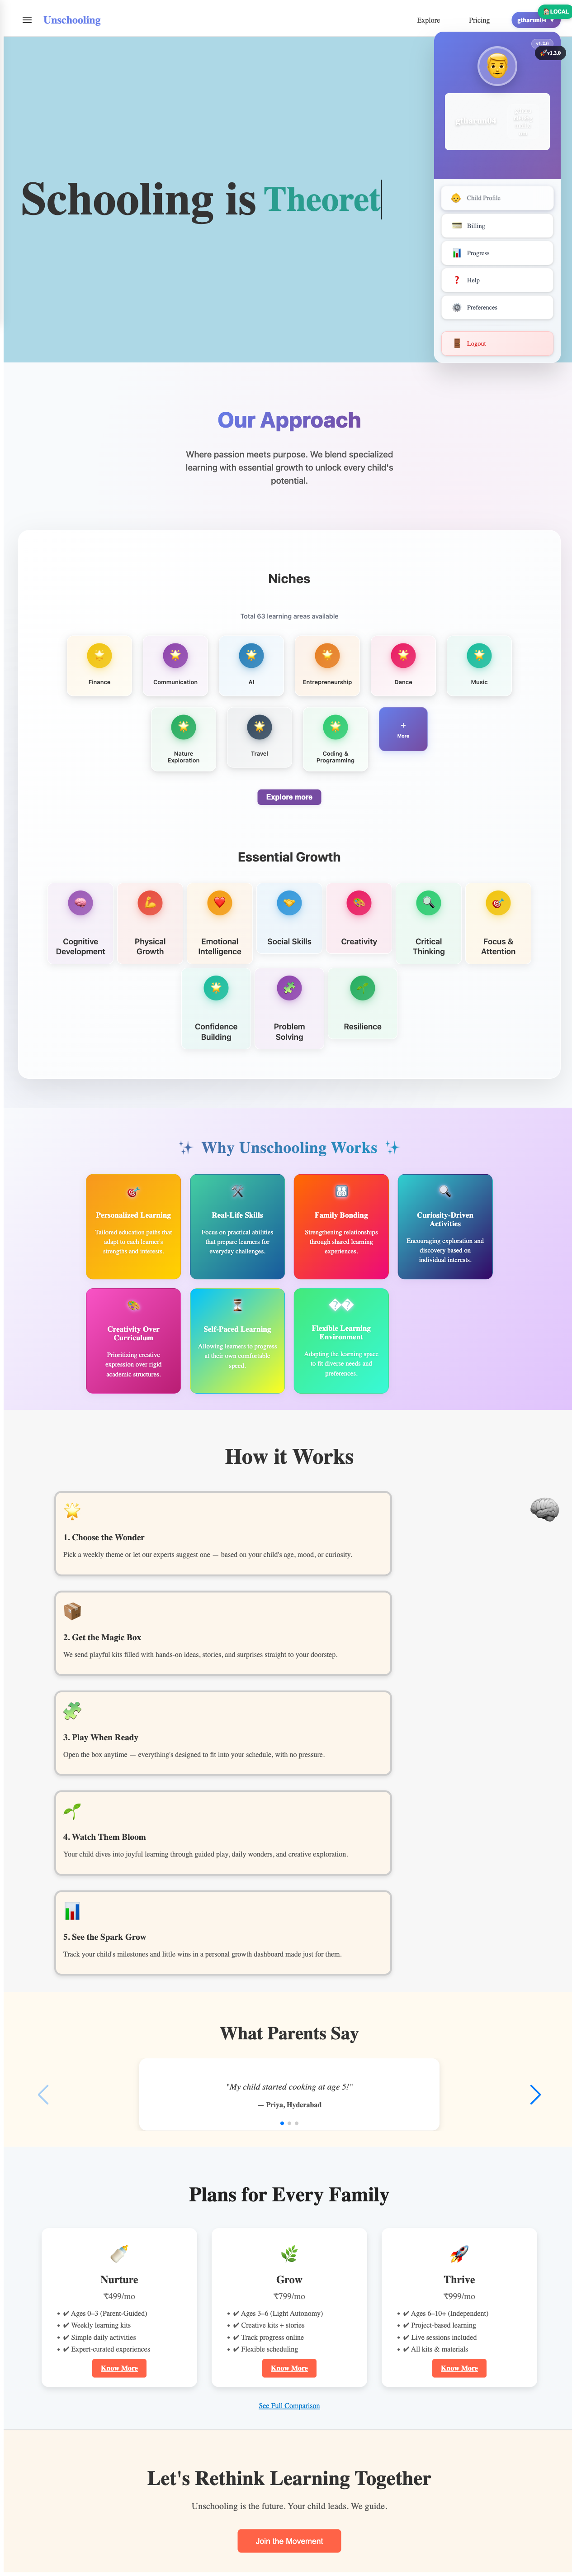 Unschooling
Explore
Pricing
gtharun64
LOCAL
v1.2.0
v1.2.0
gtharun64
Schooling is Theoret
Child Profile
Billing
Progress
Help
Preferences
Logout
Our Approach
Where passion meets purpose. We blend specialized
learning with essential growth to unlock every child's
potential.
Niches
Total 63 learning areas available
Finance
Communication
AI
Entrepreneurship
Dance
Music
Nature
Exploration
Travel
Coding &
Programming
+
More
Explore more
Essential Growth
Cognitive
Development
Physical
Growth
Emotional
Intelligence
Social Skills
Creativity
Critical
Thinking
Focus &
Attention
Confidence
Building
Problem
Solving
Resilience
✨ Why Unschooling Works ✨
Personalized Learning
Tailored education paths that
adapt to each learner's
strengths and interests.
Real-Life Skills
Focus on practical abilities
that prepare learners for
everyday challenges.
Family Bonding
Strengthening relationships
through shared learning
experiences.
Curiosity-Driven
Activities
Encouraging exploration and
discovery based on
individual interests.
Creativity Over
Curriculum
Prioritizing creative
expression over rigid
academic structures.
Self-Paced Learning
Allowing learners to progress
at their own comfortable
speed.
��
Flexible Learning
Environment
Adapting the learning space
to fit diverse needs and
preferences.
How it Works
1. Choose the Wonder
Pick a weekly theme or let our experts suggest one — based on your child's age, mood, or curiosity.
2. Get the Magic Box
We send playful kits filled with hands-on ideas, stories, and surprises straight to your doorstep.
3. Play When Ready
Open the box anytime — everything's designed to fit into your schedule, with no pressure.
4. Watch Them Bloom
Your child dives into joyful learning through guided play, daily wonders, and creative exploration.
5. See the Spark Grow
Track your child's milestones and little wins in a personal growth dashboard made just for them.
What Parents Say
"My child started cooking at age 5!"
— Priya, Hyderabad
Plans for Every Family
Nurture
₹499/mo
• ✔ Ages 0–3 (Parent-Guided)
• ✔ Weekly learning kits
• ✔ Simple daily activities
• ✔ Expert-curated experiences
Know More
Grow
₹799/mo
• ✔ Ages 3–6 (Light Autonomy)
• ✔ Creative kits + stories
• ✔ Track progress online
• ✔ Flexible scheduling
Know More
Thrive
₹999/mo
• ✔ Ages 6–10+ (Independent)
• ✔ Project-based learning
• ✔ Live sessions included
• ✔ All kits & materials
Know More
See Full Comparison
Let's Rethink Learning Together
Unschooling is the future. Your child leads. We guide.
Join the Movement